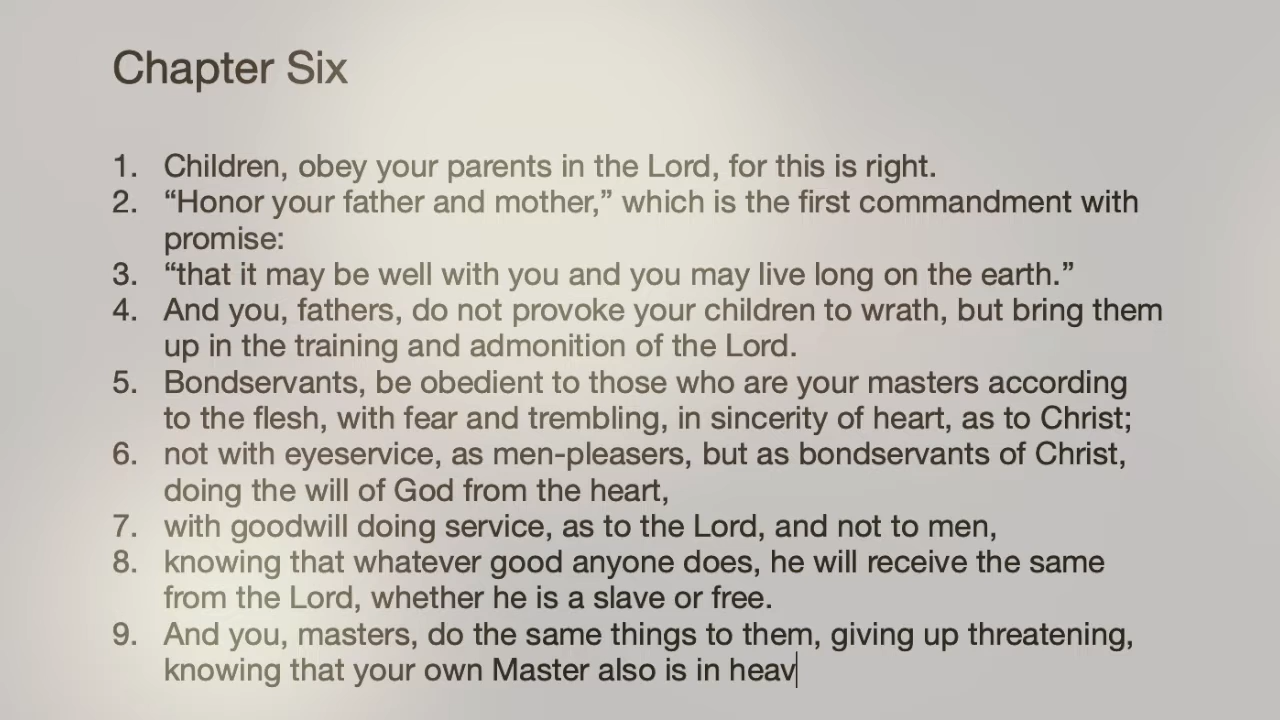 Chapter Six
1. Children, obey your parents in the Lord, for this is right.
2. “Honor your father and mother,” which is the first commandment with
promise:
3. “that it may be well with you and you may live long on the earth.”
4. And you, fathers, do not provoke your children to wrath, but bring them
up in the training and admonition of the Lord.
5. Bondservants, be obedient to those who are your masters according
to the flesh, with fear and trembling, in sincerity of heart, as to Christ;
6. not with eyeservice, as men-pleasers, but as bondservants of Christ,
doing the will of God from the heart,
7. with goodwill doing service, as to the Lord, and not to men,
8. knowing that whatever good anyone does, he will receive the same
from the Lord, whether he is a slave or free.
9. And you, masters, do the same things to them, giving up threatening,
knowing that your own Master also is in heav